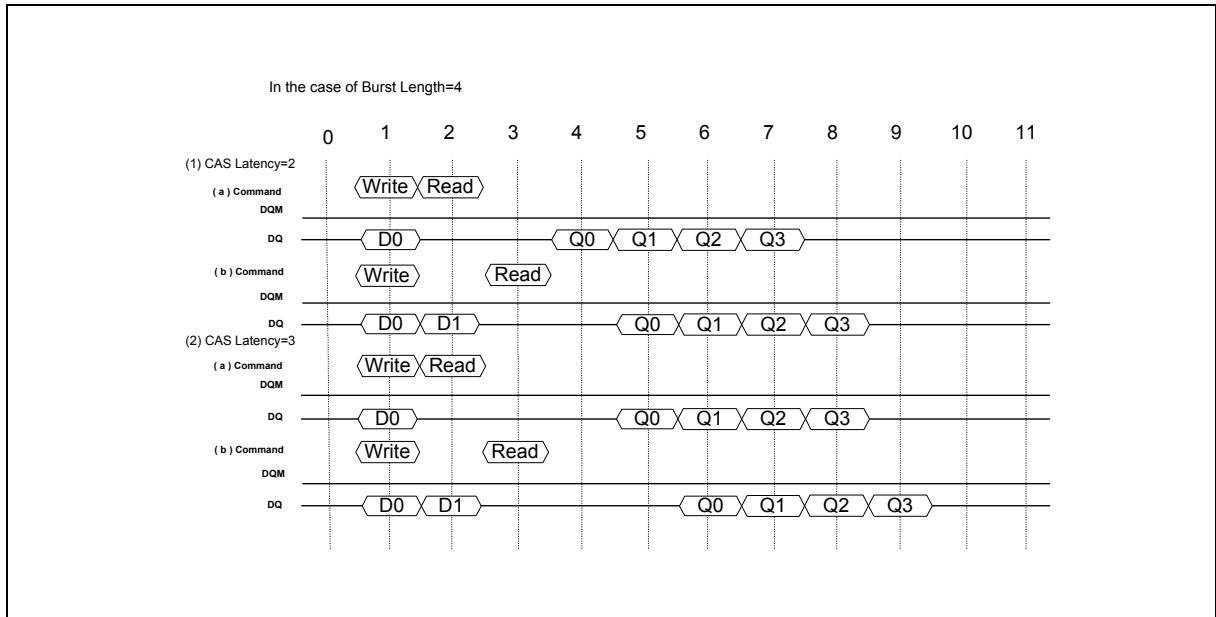 In the case of Burst Length=4
0 1 2 3 4 5 6 7 8 9 10 11
(1) CAS Latency=2
( a ) Command Write Read
DQM
DQ D0 Q0 Q1 Q2 Q3
( b ) Command Write Read
DQM
DQ D0 D1 Q0 Q1 Q2 Q3
(2) CAS Latency=3
( a ) Command Write Read
DQM
DQ D0 Q0 Q1 Q2 Q3
( b ) Command Write Read
DQM
DQ D0 D1 Q0 Q1 Q2 Q3